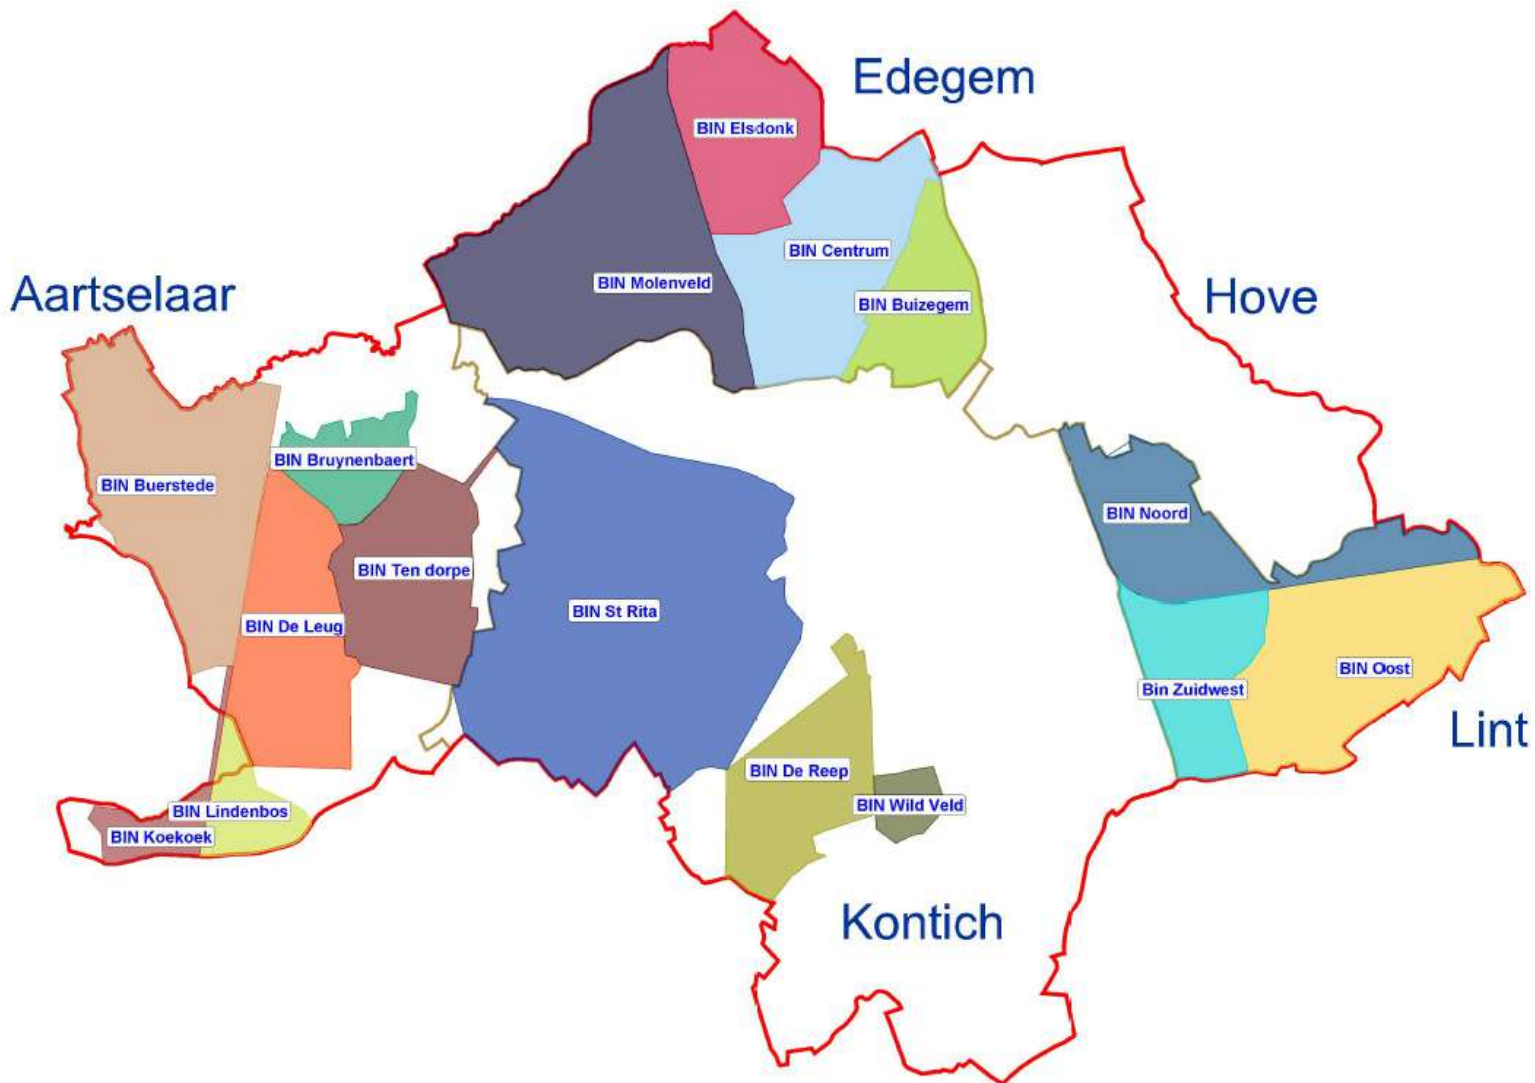 Edegem
BIN Elsdonk
BIN Centrum
BIN Molenveld
BIN Buizegem
Aartselaar
Hove
BIN Bruynenbaert
BIN Buerstede
BIN Noord
BIN Ten dorpe
BIN St Rita
BIN De Leug
BIN Oost
Bin Zuidwest
Lint
BIN De Reep
BIN Wild Veld
BIN Lindenbos
BIN Koekoek
Kontich